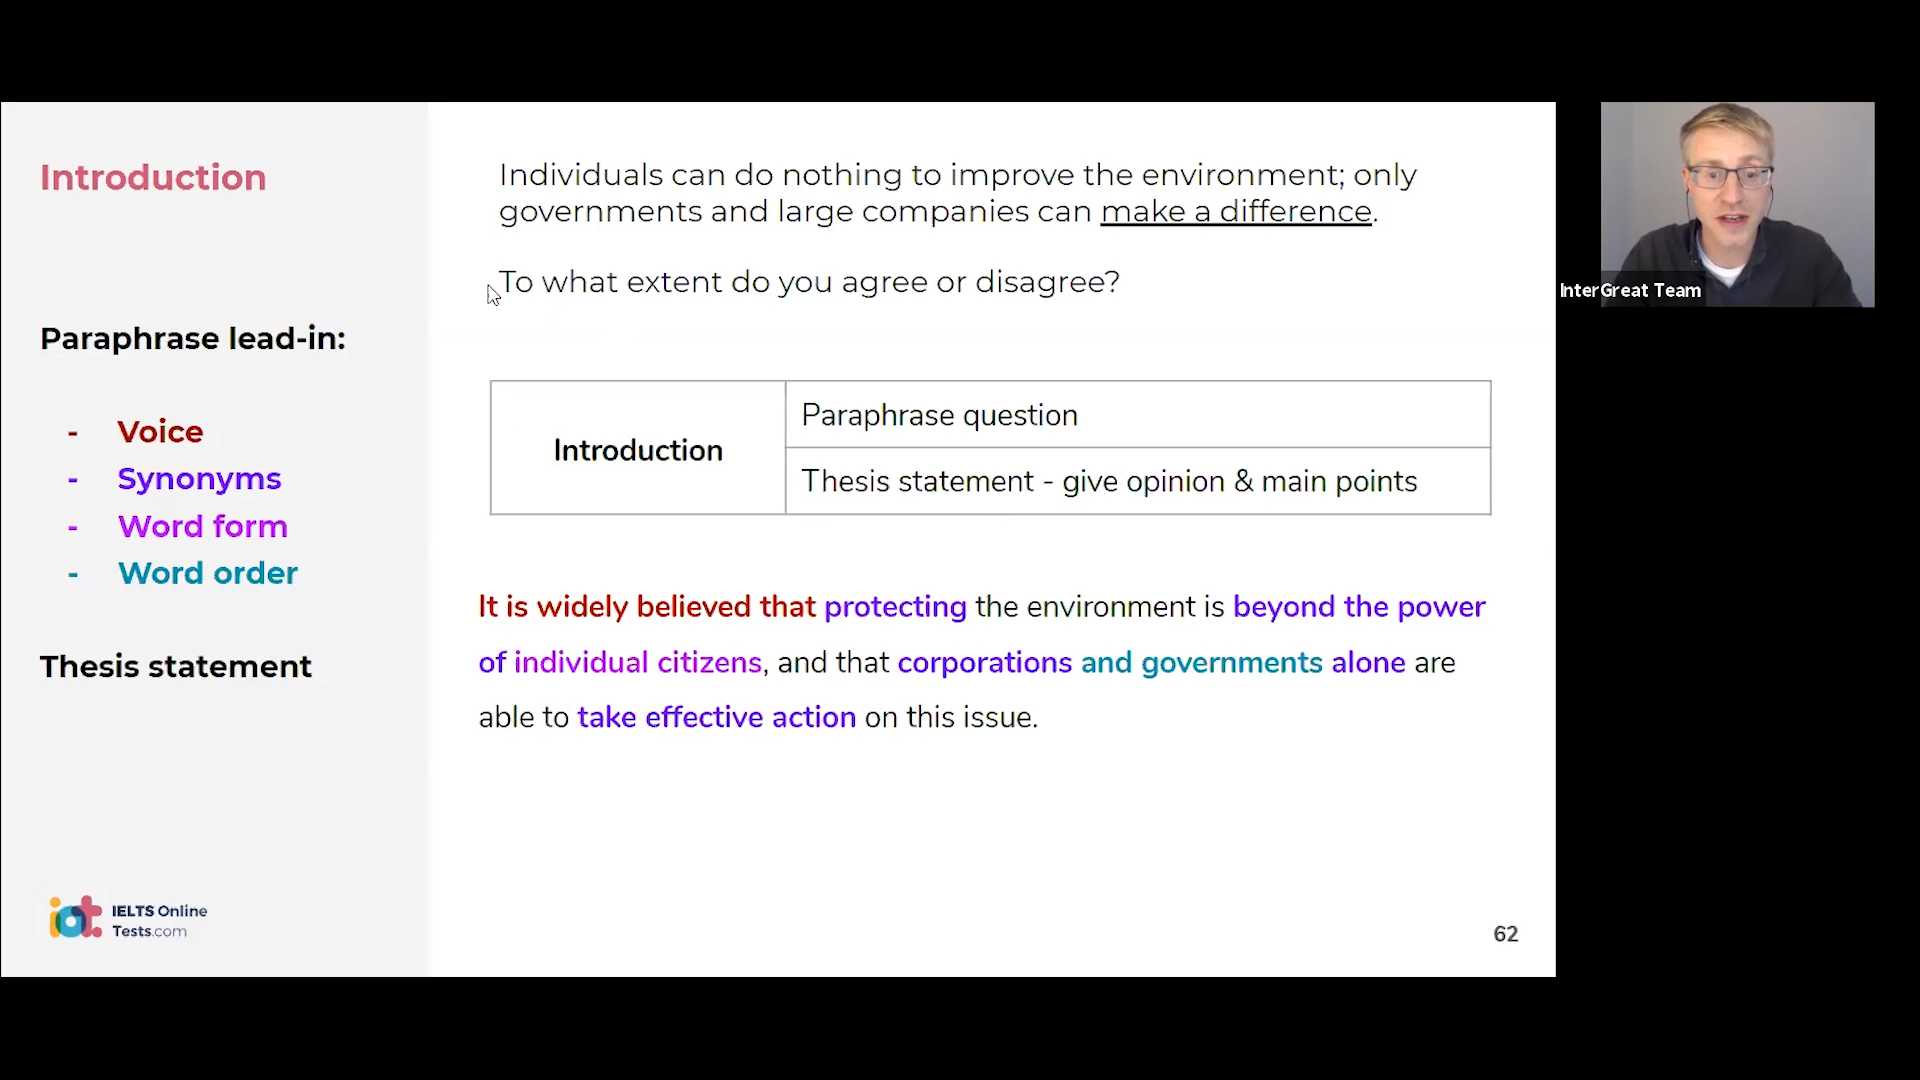 Introduction
Individuals can do nothing to improve the environment; only
governments and large companies can make a difference.
To what extent do you agree or disagree?
Paraphrase lead-in:
- Voice
- Synonyms
- Word form
- Word order
Thesis statement
Introduction
Paraphrase question
Thesis statement - give opinion & main points
It is widely believed that protecting the environment is beyond the power
of individual citizens, and that corporations and governments alone are
able to take effective action on this issue.
iot IELTS Online
Tests.com
62
InterGreat Team